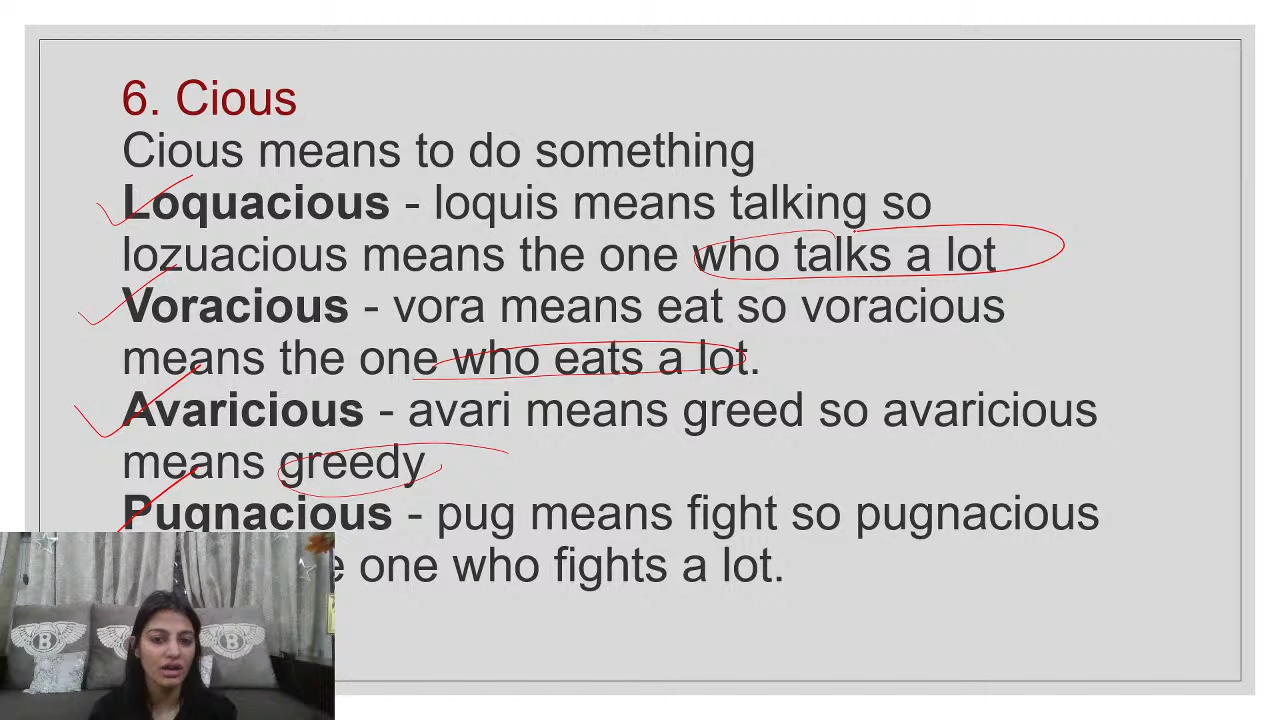 6. Cious
Cious means to do something
Loquacious - loquis means talking so
lozuacious means the one who talks a lot
Voracious - vora means eat so voracious
means the one who eats a lot.
Avaricious - avari means greed so avaricious
means greedy
Pugnacious - pug means fight so pugnacious
one who fights a lot.
B
B